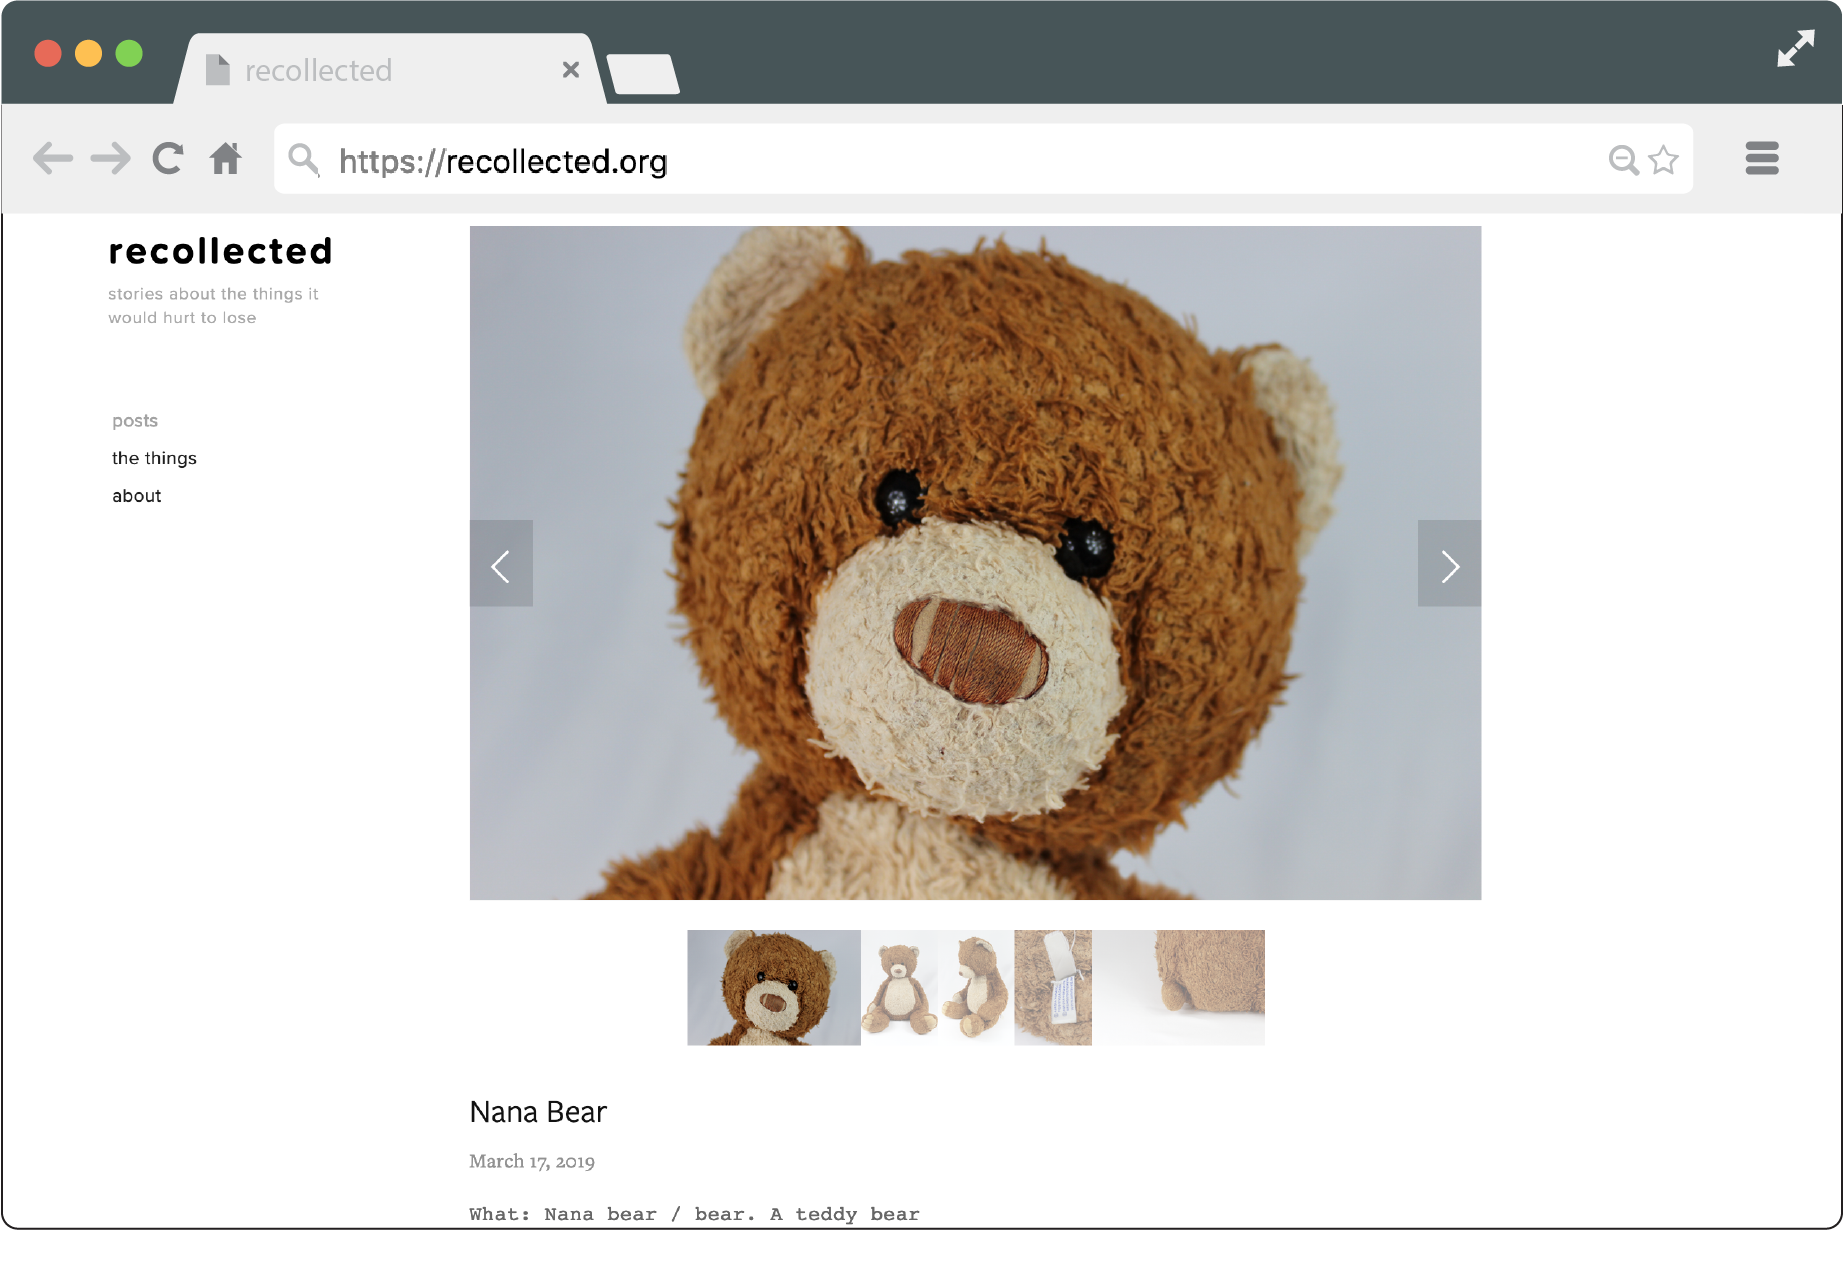 recollected
https://recollected.org
recollected
stories about the things it
would hurt to lose
posts
the things
about
Nana Bear
March 17, 2019
What: Nana bear / bear. A teddy bear